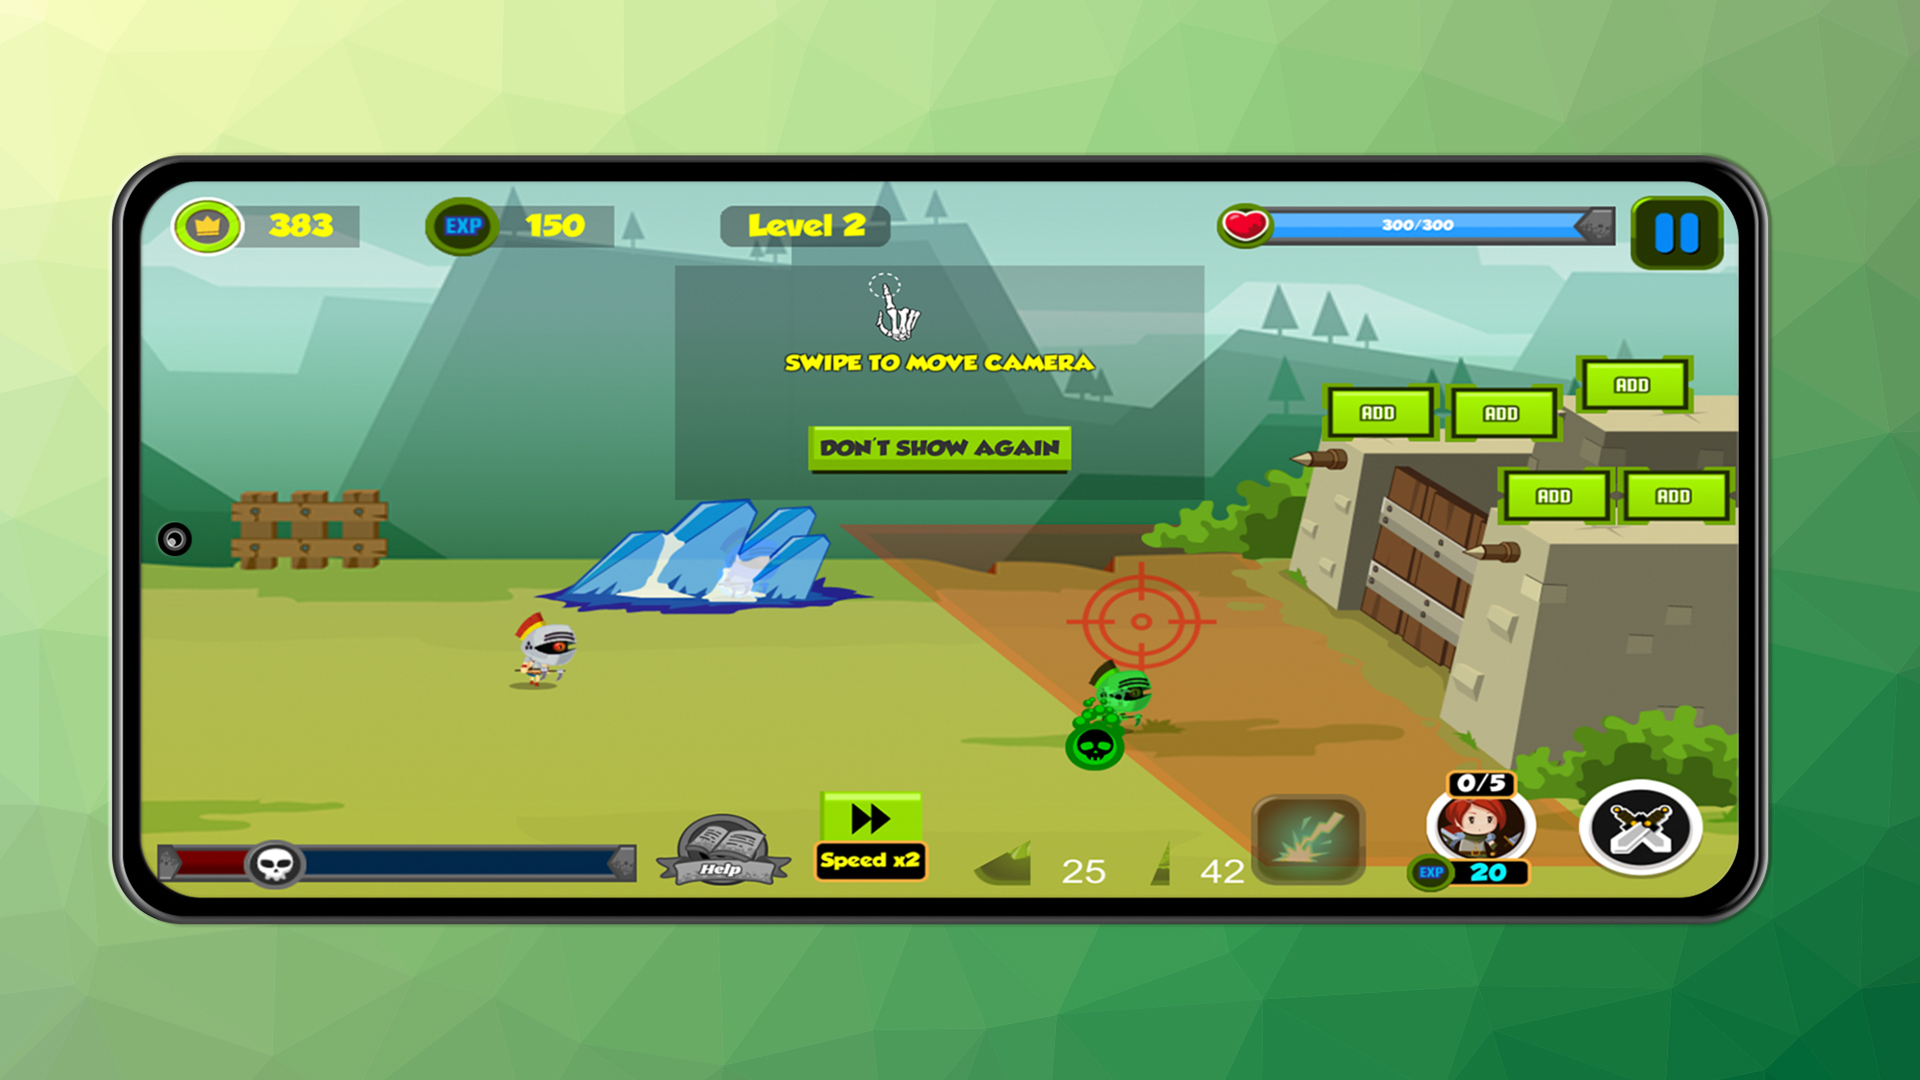 383
EXP 150
Level 2
300/300
SWIPE TO MOVE CAMERA
DON'T SHOW AGAIN
ADD
ADD
ADD
ADD
ADD
0/5
Help
Speed x2
25
42
EXP 20